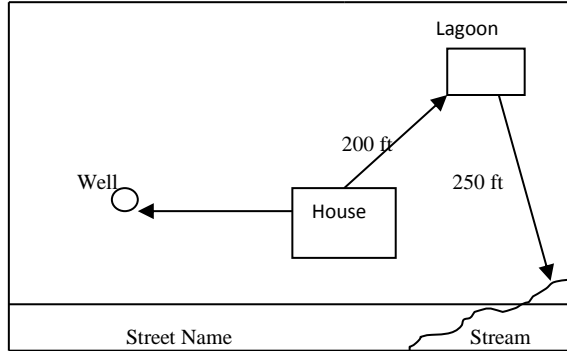 Lagoon
200 ft
Well
250 ft
House
Street Name
Stream